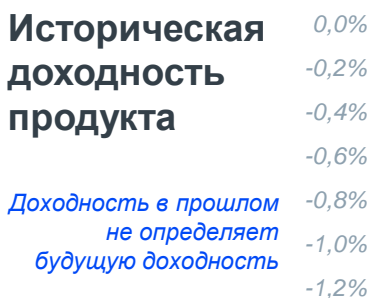 Историческая
доходность
продукта
Доходность в прошлом
не определяет
будущую доходность
0,0%
-0,2%
-0,4%
-0,6%
-0,8%
-1,0%
-1,2%